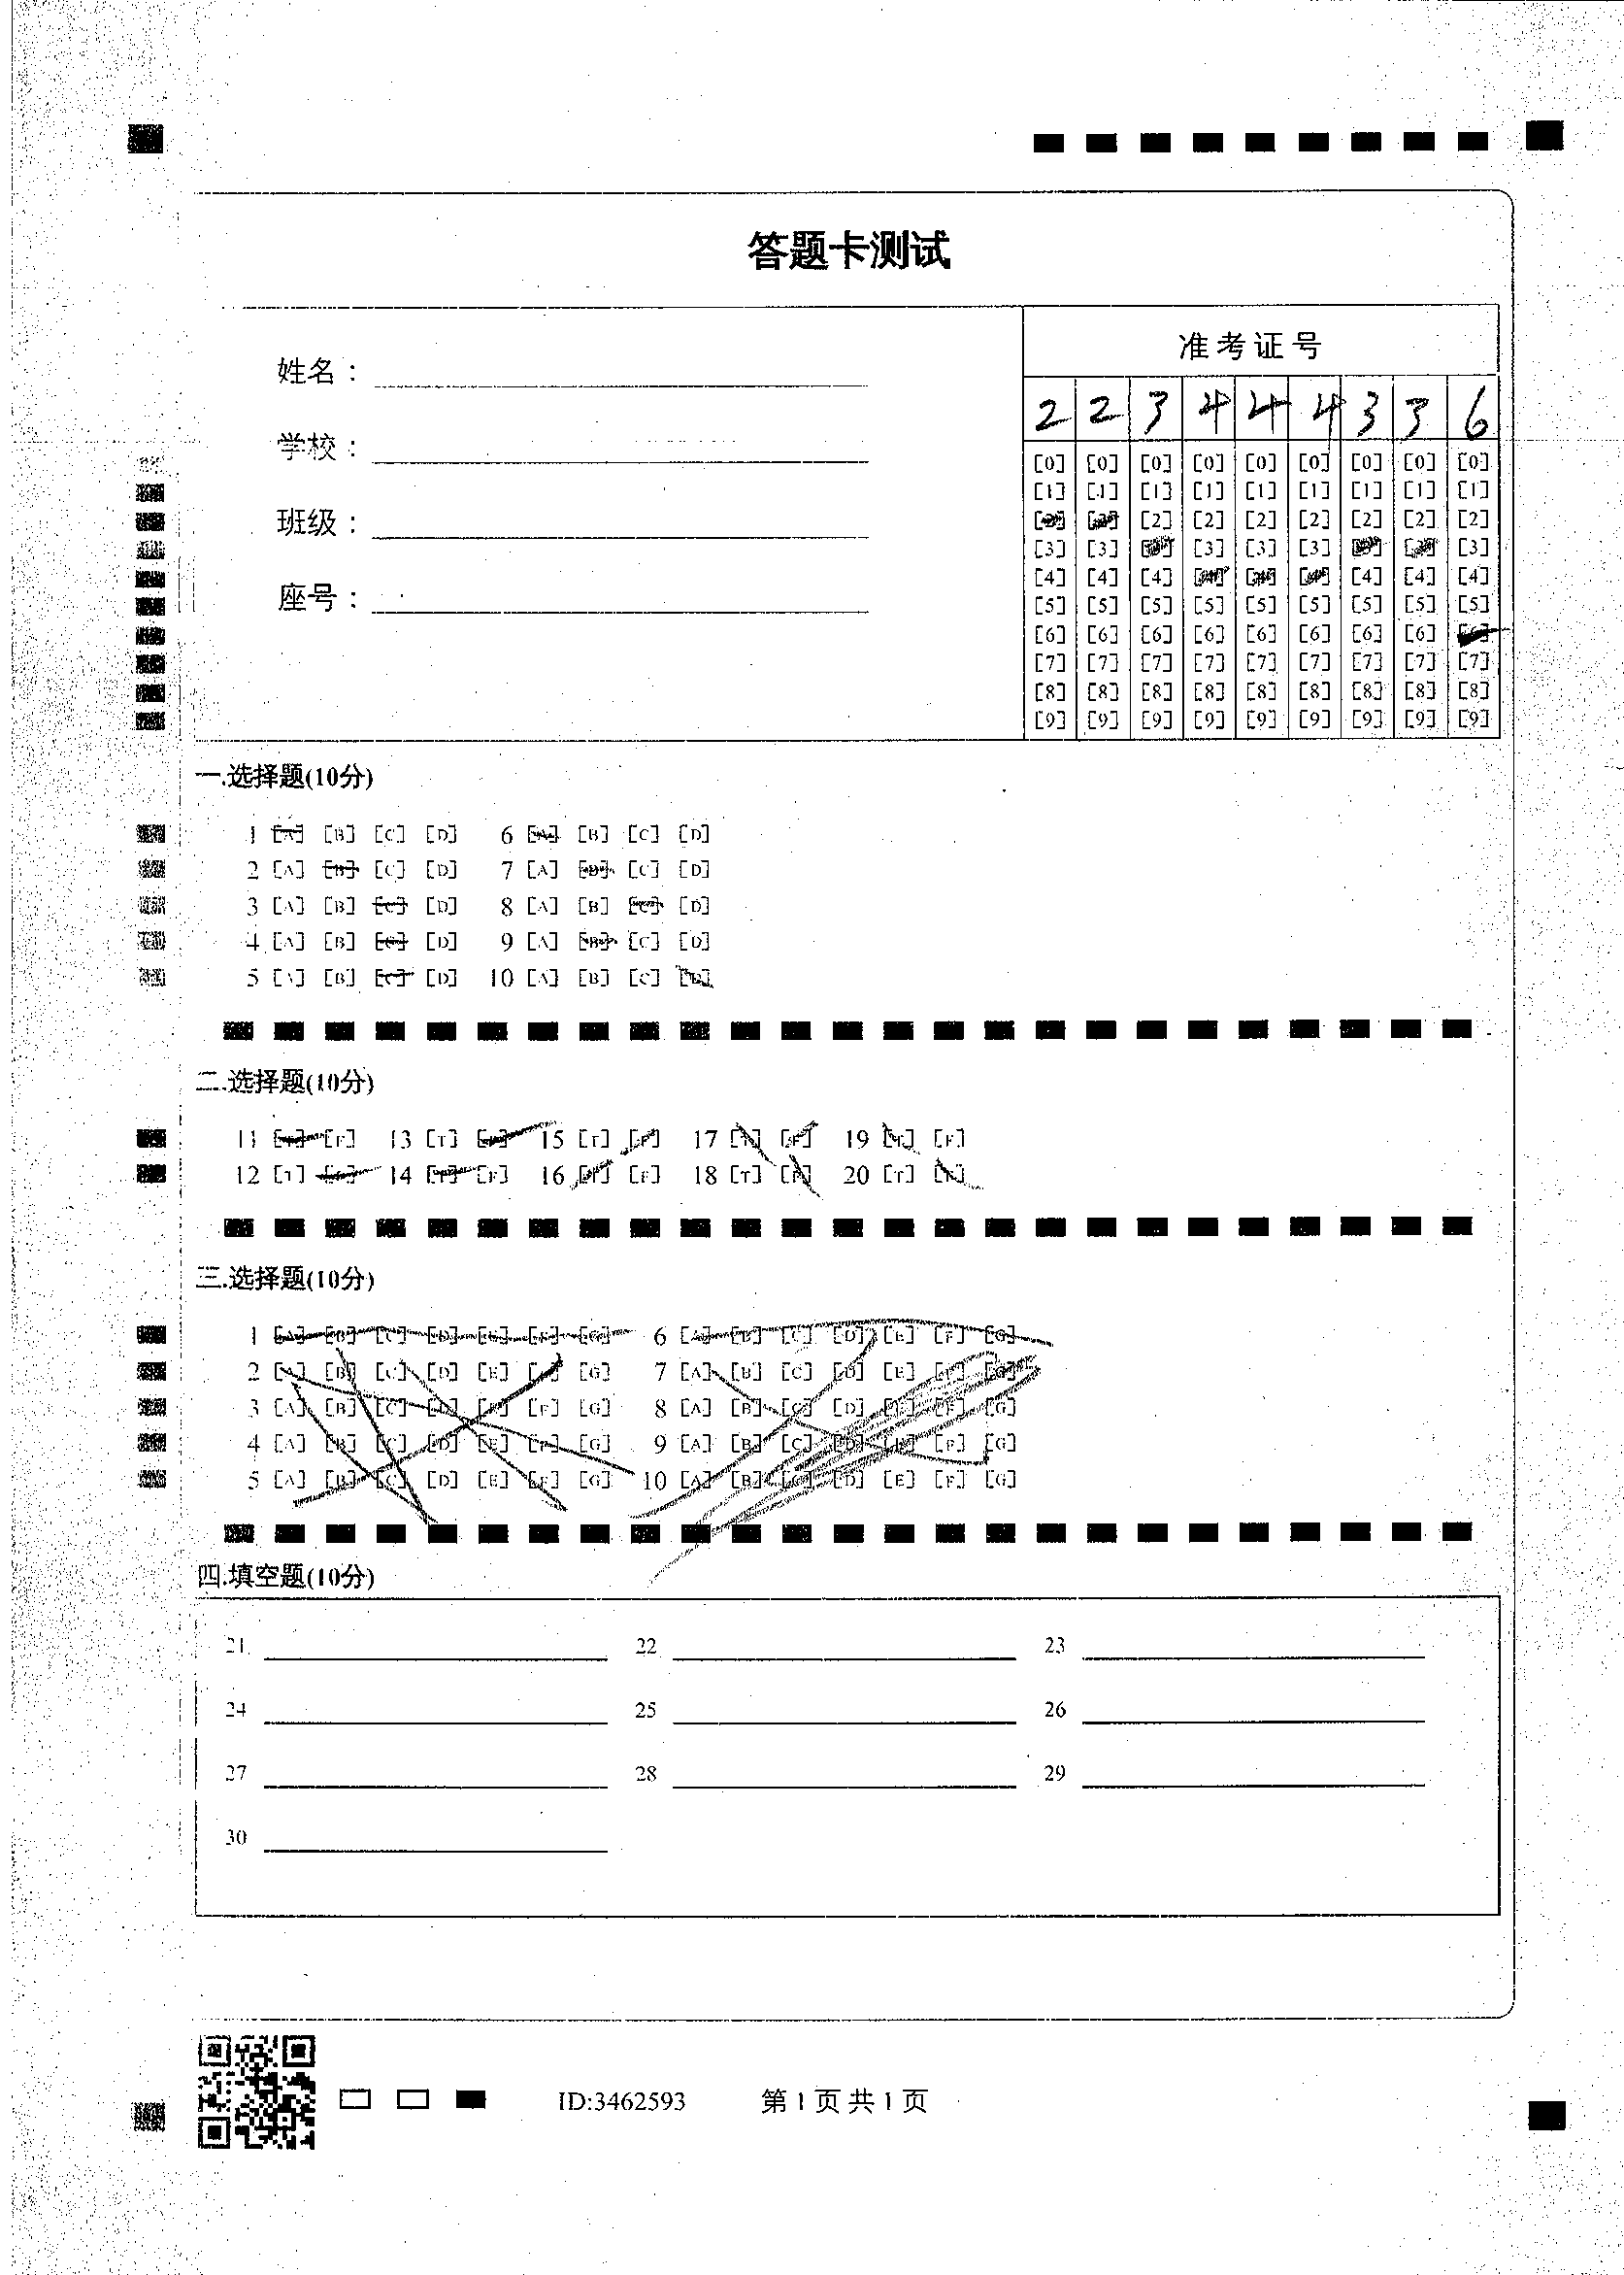 答题卡测试
姓名：
学校：
班级：
座号：
准考证号
2 2 3 4 4 4 3 3 6
[0] [0] [0] [0] [0] [0] [0] [0] [0]
[1] [1] [1] [1] [1] [1] [1] [1] [1]
[2] [2] [2] [2] [2] [2] [2] [2] [2]
[3] [3] [3] [3] [3] [3] [3] [3] [3]
[4] [4] [4] [4] [4] [4] [4] [4] [4]
[5] [5] [5] [5] [5] [5] [5] [5] [5]
[6] [6] [6] [6] [6] [6] [6] [6] [6]
[7] [7] [7] [7] [7] [7] [7] [7] [7]
[8] [8] [8] [8] [8] [8] [8] [8] [8]
[9] [9] [9] [9] [9] [9] [9] [9] [9]
一.选择题(10分)
1 [A] [B] [C] [D] 6 [A] [B] [C] [D]
2 [A] [B] [C] [D] 7 [A] [B] [C] [D]
3 [A] [B] [C] [D] 8 [A] [B] [C] [D]
4 [A] [B] [C] [D] 9 [A] [B] [C] [D]
5 [A] [B] [C] [D] 10 [A] [B] [C] [D]
二.选择题(10分)
11 [T] [F] 13 [T] [F] 15 [T] [F] 17 [T] [F] 19 [T] [F]
12 [T] [F] 14 [T] [F] 16 [T] [F] 18 [T] [F] 20 [T] [F]
三.选择题(10分)
1 [A] [B] [C] [D] [E] [F] [G] 6 [A] [B] [C] [D] [E] [F] [G]
2 [A] [B] [C] [D] [E] [F] [G] 7 [A] [B] [C] [D] [E] [F] [G]
3 [A] [B] [C] [D] [E] [F] [G] 8 [A] [B] [C] [D] [E] [F] [G]
4 [A] [B] [C] [D] [E] [F] [G] 9 [A] [B] [C] [D] [E] [F] [G]
5 [A] [B] [C] [D] [E] [F] [G] 10 [A] [B] [C] [D] [E] [F] [G]
四.填空题(10分)
21 22 23
24 25 26
27 28 29
30
ID:3462593 第1页 共1页